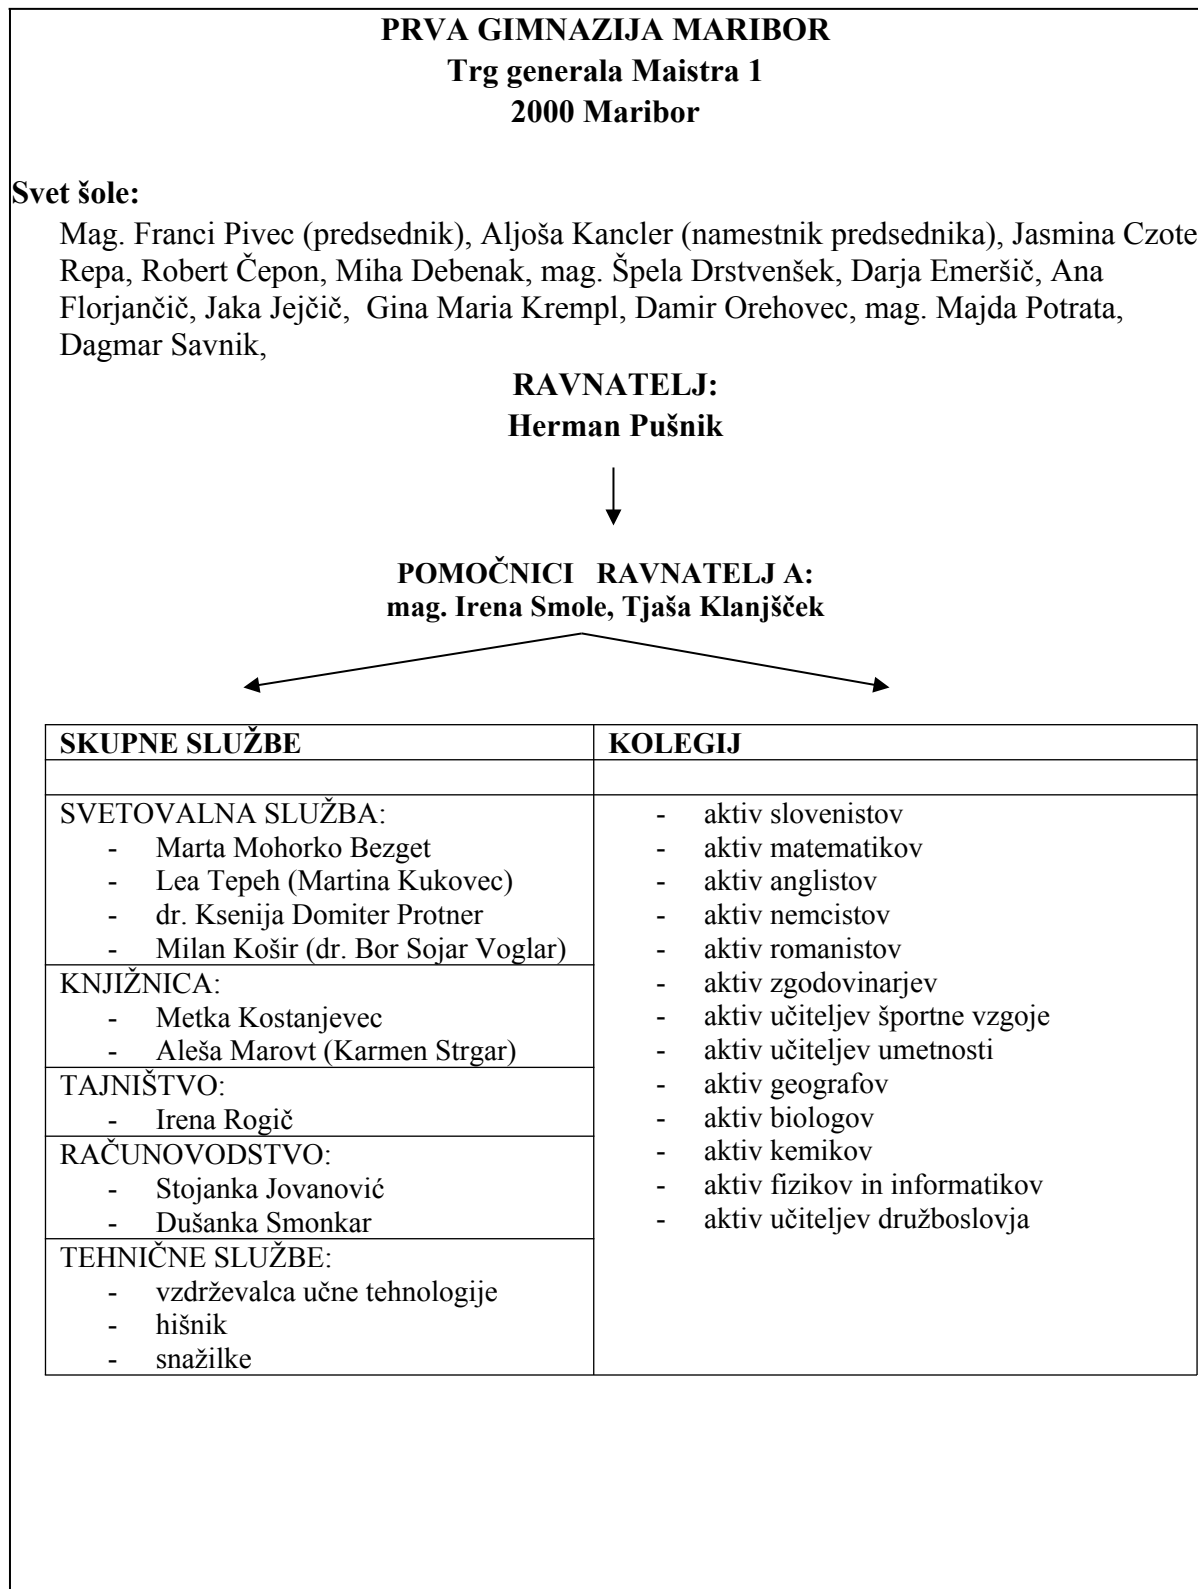 PRVA GIMNAZIJA MARIBOR
Trg generala Maistra 1
2000 Maribor
Svet šole:
Mag. Franci Pivec (predsednik), Aljoša Kancler (namestnik predsednika), Jasmina Czote
Repa, Robert Čepon, Miha Debenak, mag. Špela Drstvenšek, Darja Emeršič, Ana
Florjančič, Jaka Jejčič, Gina Maria Krempl, Damir Orehovec, mag. Majda Potrata,
Dagmar Savnik,
RAVNATELJ:
Herman Pušnik
POMOČNICI RAVNATELJ A:
mag. Irena Smole, Tjaša Klanjšček
SKUPNE SLUŽBE
SVETOVALNA SLUŽBA:
- Marta Mohorko Bezget
- Lea Tepeh (Martina Kukovec)
- dr. Ksenija Domiter Protner
- Milan Košir (dr. Bor Sojar Voglar)
KNJIŽNICA:
- Metka Kostanjevec
- Aleša Marovt (Karmen Strgar)
TAJNIŠTVO:
- Irena Rogič
RAČUNOVODSTVO:
- Stojanka Jovanović
- Dušanka Smonkar
TEHNIČNE SLUŽBE:
- vzdrževalca učne tehnologije
- hišnik
- snažilke
KOLEGIJ
- aktiv slovenistov
- aktiv matematikov
- aktiv anglistov
- aktiv nemcistov
- aktiv romanistov
- aktiv zgodovinarjev
- aktiv učiteljev športne vzgoje
- aktiv učiteljev umetnosti
- aktiv geografov
- aktiv biologov
- aktiv kemikov
- aktiv fizikov in informatikov
- aktiv učiteljev družboslovja